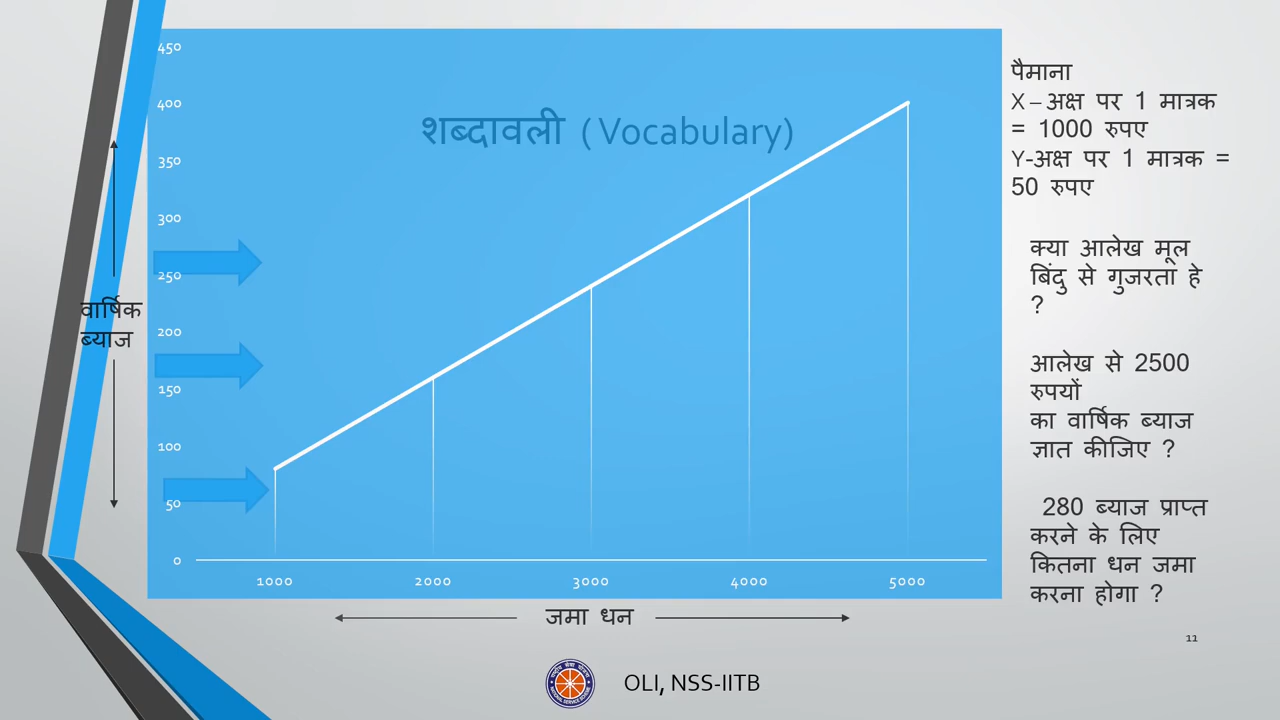 450
400
350
300
250
200
150
100
50
0
शब्दावली ( Vocabulary)
वार्षिक
ब्याज
1000 2000 3000 4000 5000
जमा धन
पैमाना
X – अक्ष पर 1 मात्रक
= 1000 रुपए
Y-अक्ष पर 1 मात्रक =
50 रुपए
क्या आलेख मूल
बिंदु से गुजरता हे
?
आलेख से 2500
रुपयों
का वार्षिक ब्याज
ज्ञात कीजिए ?
280 ब्याज प्राप्त
करने के लिए
कितना धन जमा
करना होगा ?
11
OLI, NSS-IITB